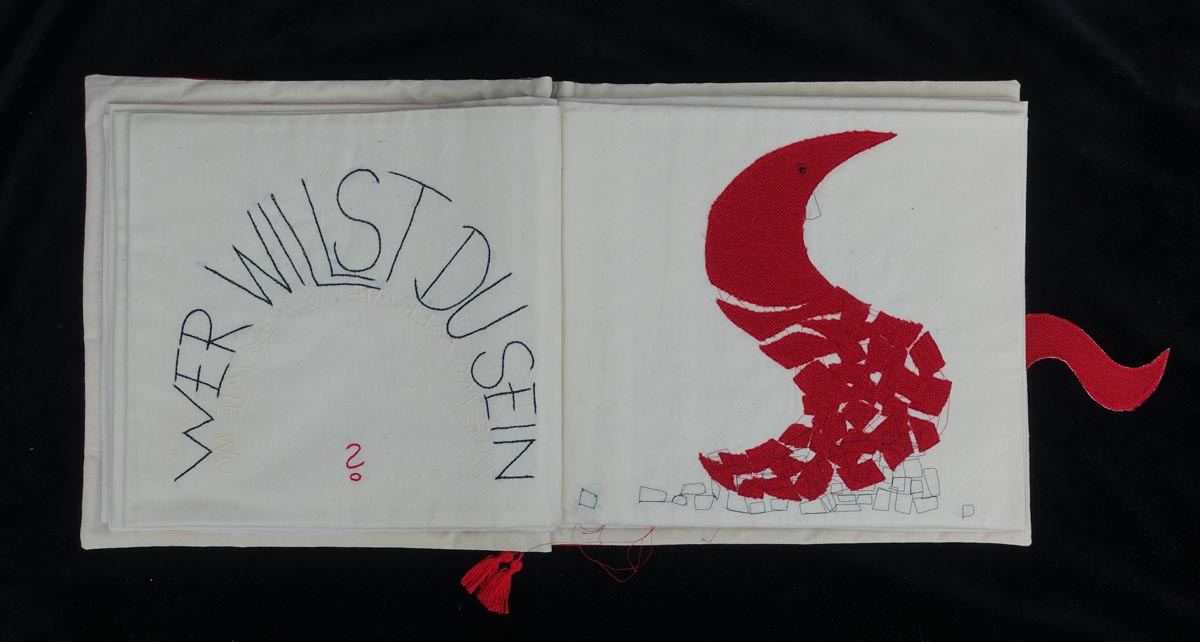 WER WILLST DU SEIN
?